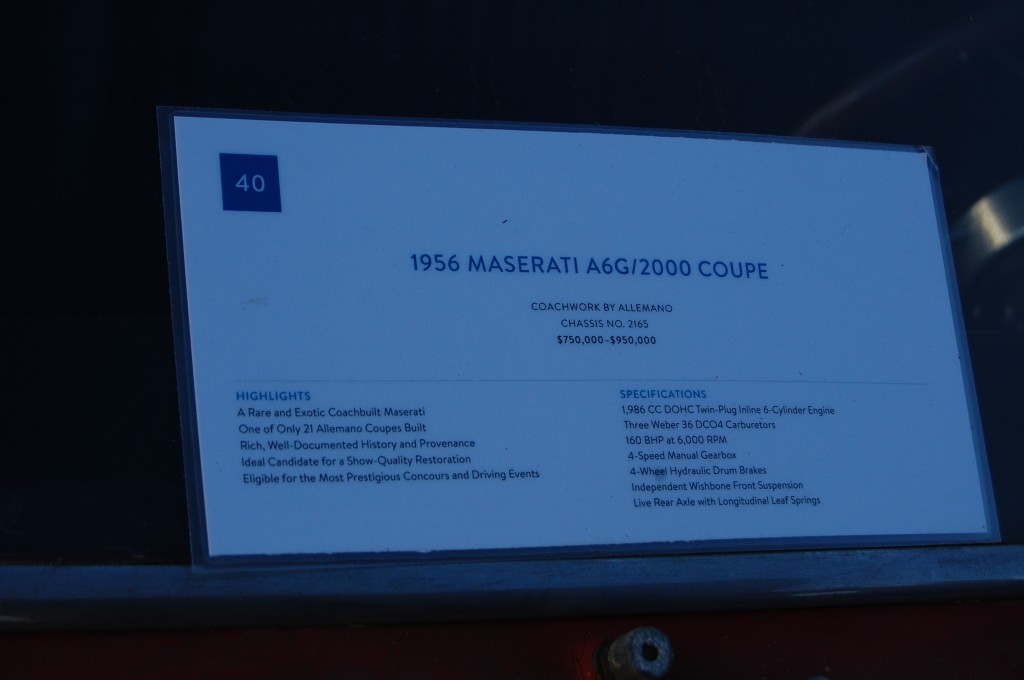 40
1956 MASERATI A6G/2000 COUPE
COACHWORK BY ALLEMANO
CHASSIS NO. 2165
$750,000–$950,000
HIGHLIGHTS
A Rare and Exotic Coachbuilt Maserati
One of Only 21 Allemano Coupes Built
Rich, Well-Documented History and Provenance
Ideal Candidate for a Show-Quality Restoration
Eligible for the Most Prestigious Concours and Driving Events
SPECIFICATIONS
1,986 CC DOHC Twin-Plug Inline 6-Cylinder Engine
Three Weber 36 DCO4 Carburetors
160 BHP at 6,000 RPM
4-Speed Manual Gearbox
4-Wheel Hydraulic Drum Brakes
Independent Wishbone Front Suspension
Live Rear Axle with Longitudinal Leaf Springs